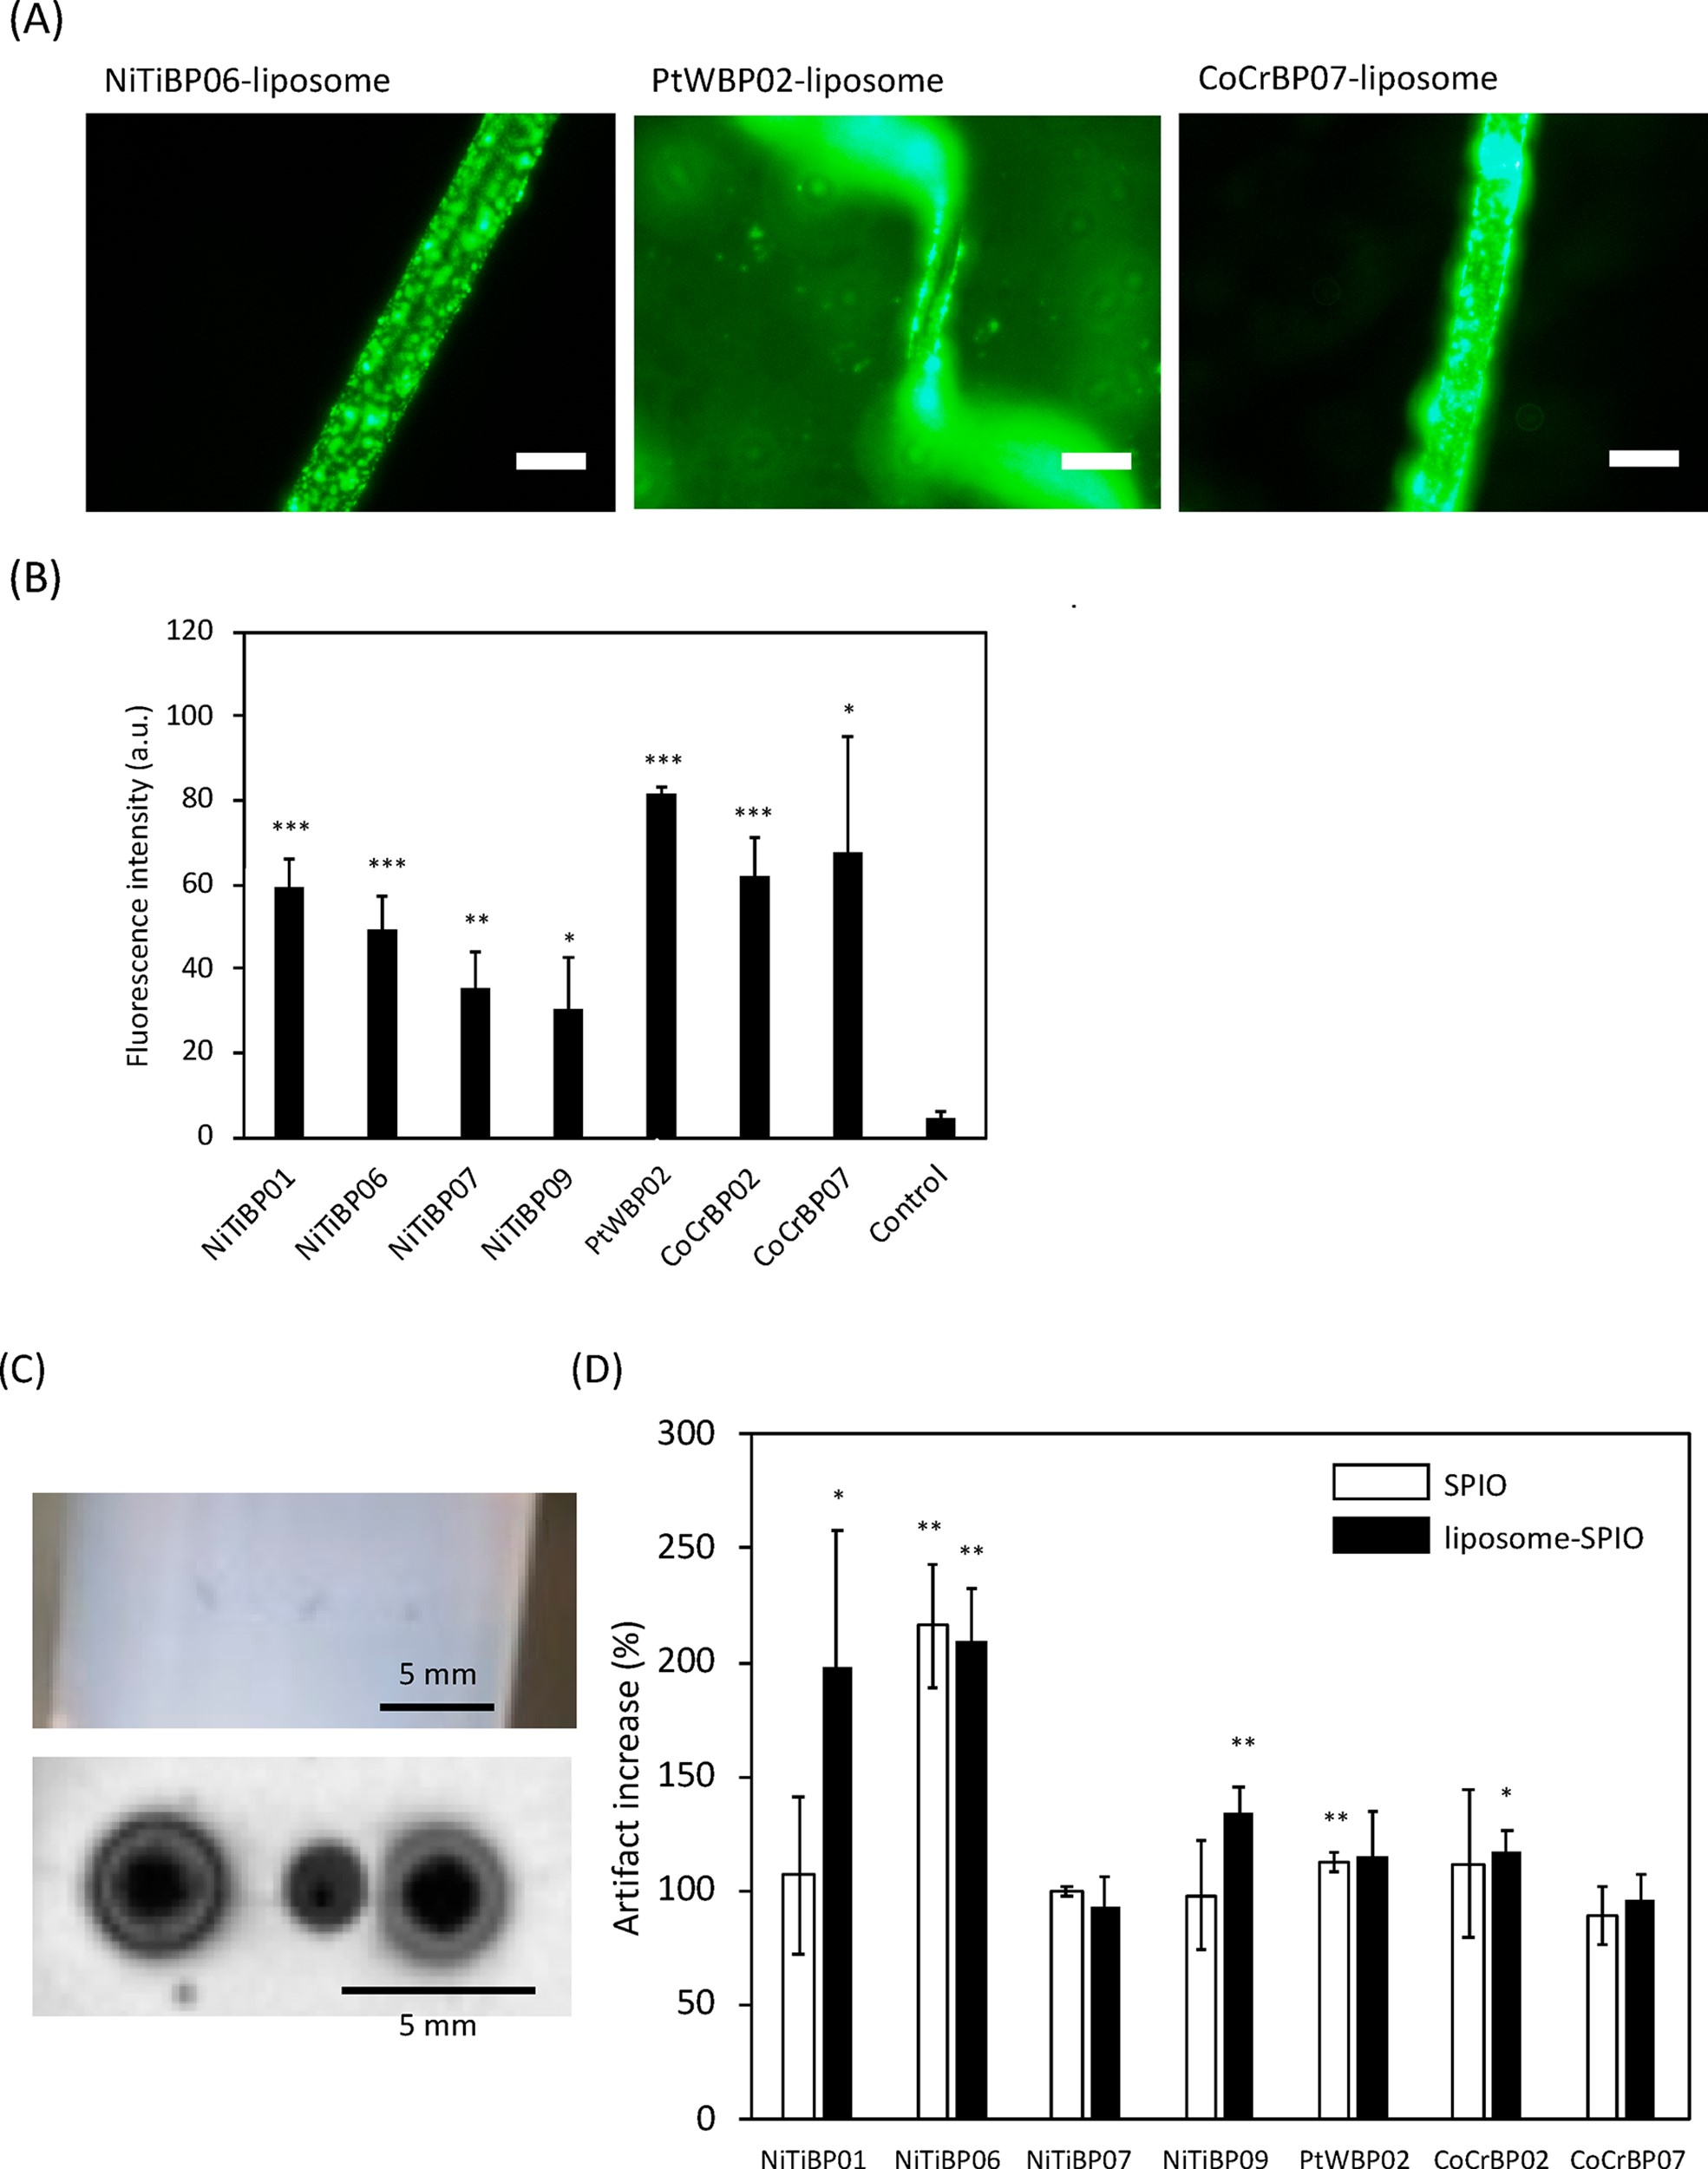 (A)
NiTiBP06-liposome
PtWBP02-liposome
CoCrBP07-liposome
(B)
Fluorescence intensity (a.u.)
120
100
80
60
40
20
0
***
***
**
*
***
***
*
NiTiBP01
NiTiBP06
NiTiBP07
NiTiBP09
PtWBP02
CoCrBP02
CoCrBP07
Control
(C)
5 mm
5 mm
(D)
Artifact increase (%)
300
250
200
150
100
50
0
SPIO
liposome-SPIO
*
**
**
**
**
*
NiTiBP01
NiTiBP06
NiTiBP07
NiTiBP09
PtWBP02
CoCrBP02
CoCrBP07